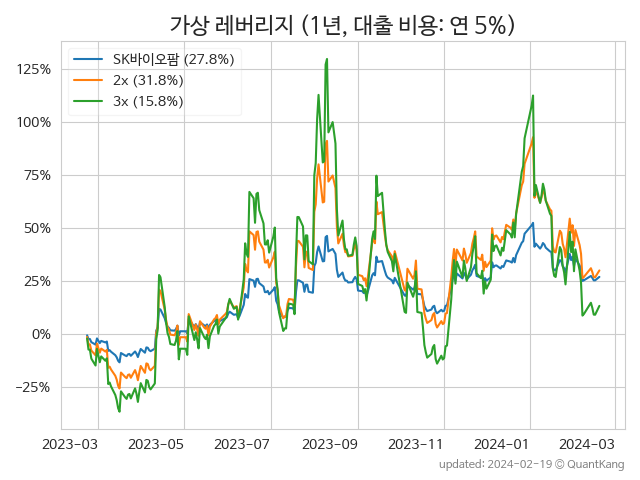 가상 레버리지 (1년, 대출 비용: 연 5%)
SK바이오팜 (27.8%)
2x (31.8%)
3x (15.8%)
125%
100%
75%
50%
25%
0%
−25%
2023-03 2023-05 2023-07 2023-09 2023-11 2024-01 2024-03
updated: 2024-02-19 © QuantKang